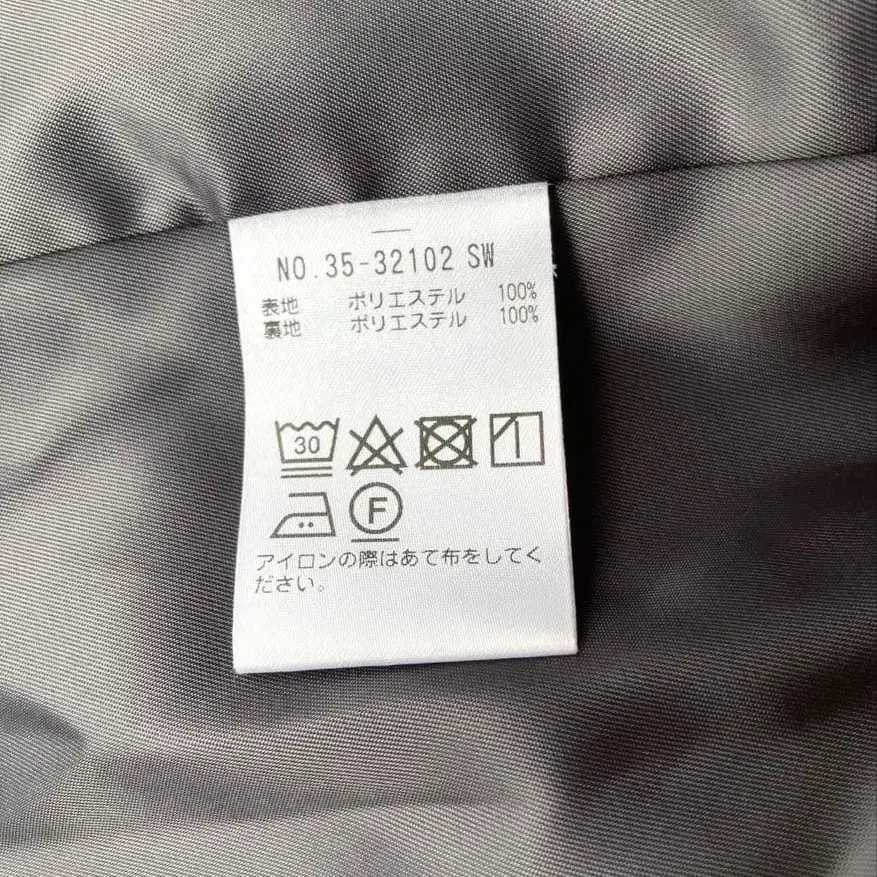 NO.35-32102 SW
表地 ポリエステル 100%
裏地 ポリエステル 100%
30
F
アイロンの際はあて布をしてく
ださい。